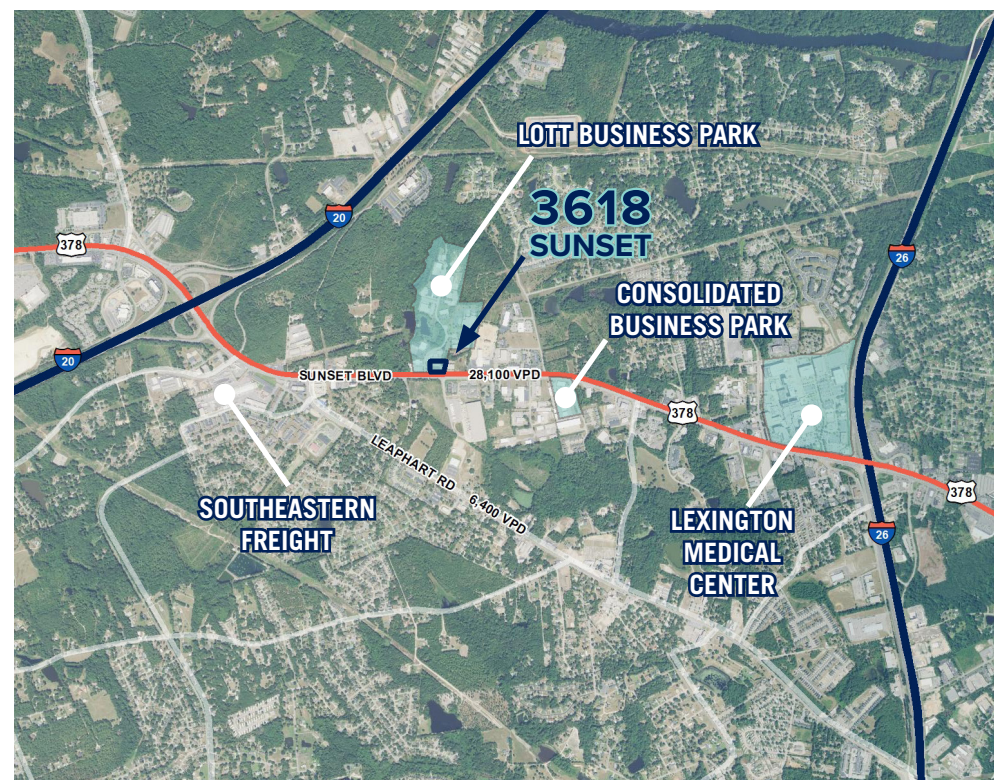 LOTT BUSINESS PARK
3618
SUNSET
20
378
26
CONSOLIDATED
BUSINESS PARK
20
SUNSET BLVD
28,100 VPD
378
LEAPHART RD
6,400 VPD
SOUTHEASTERN
FREIGHT
LEXINGTON
MEDICAL
CENTER
378
26